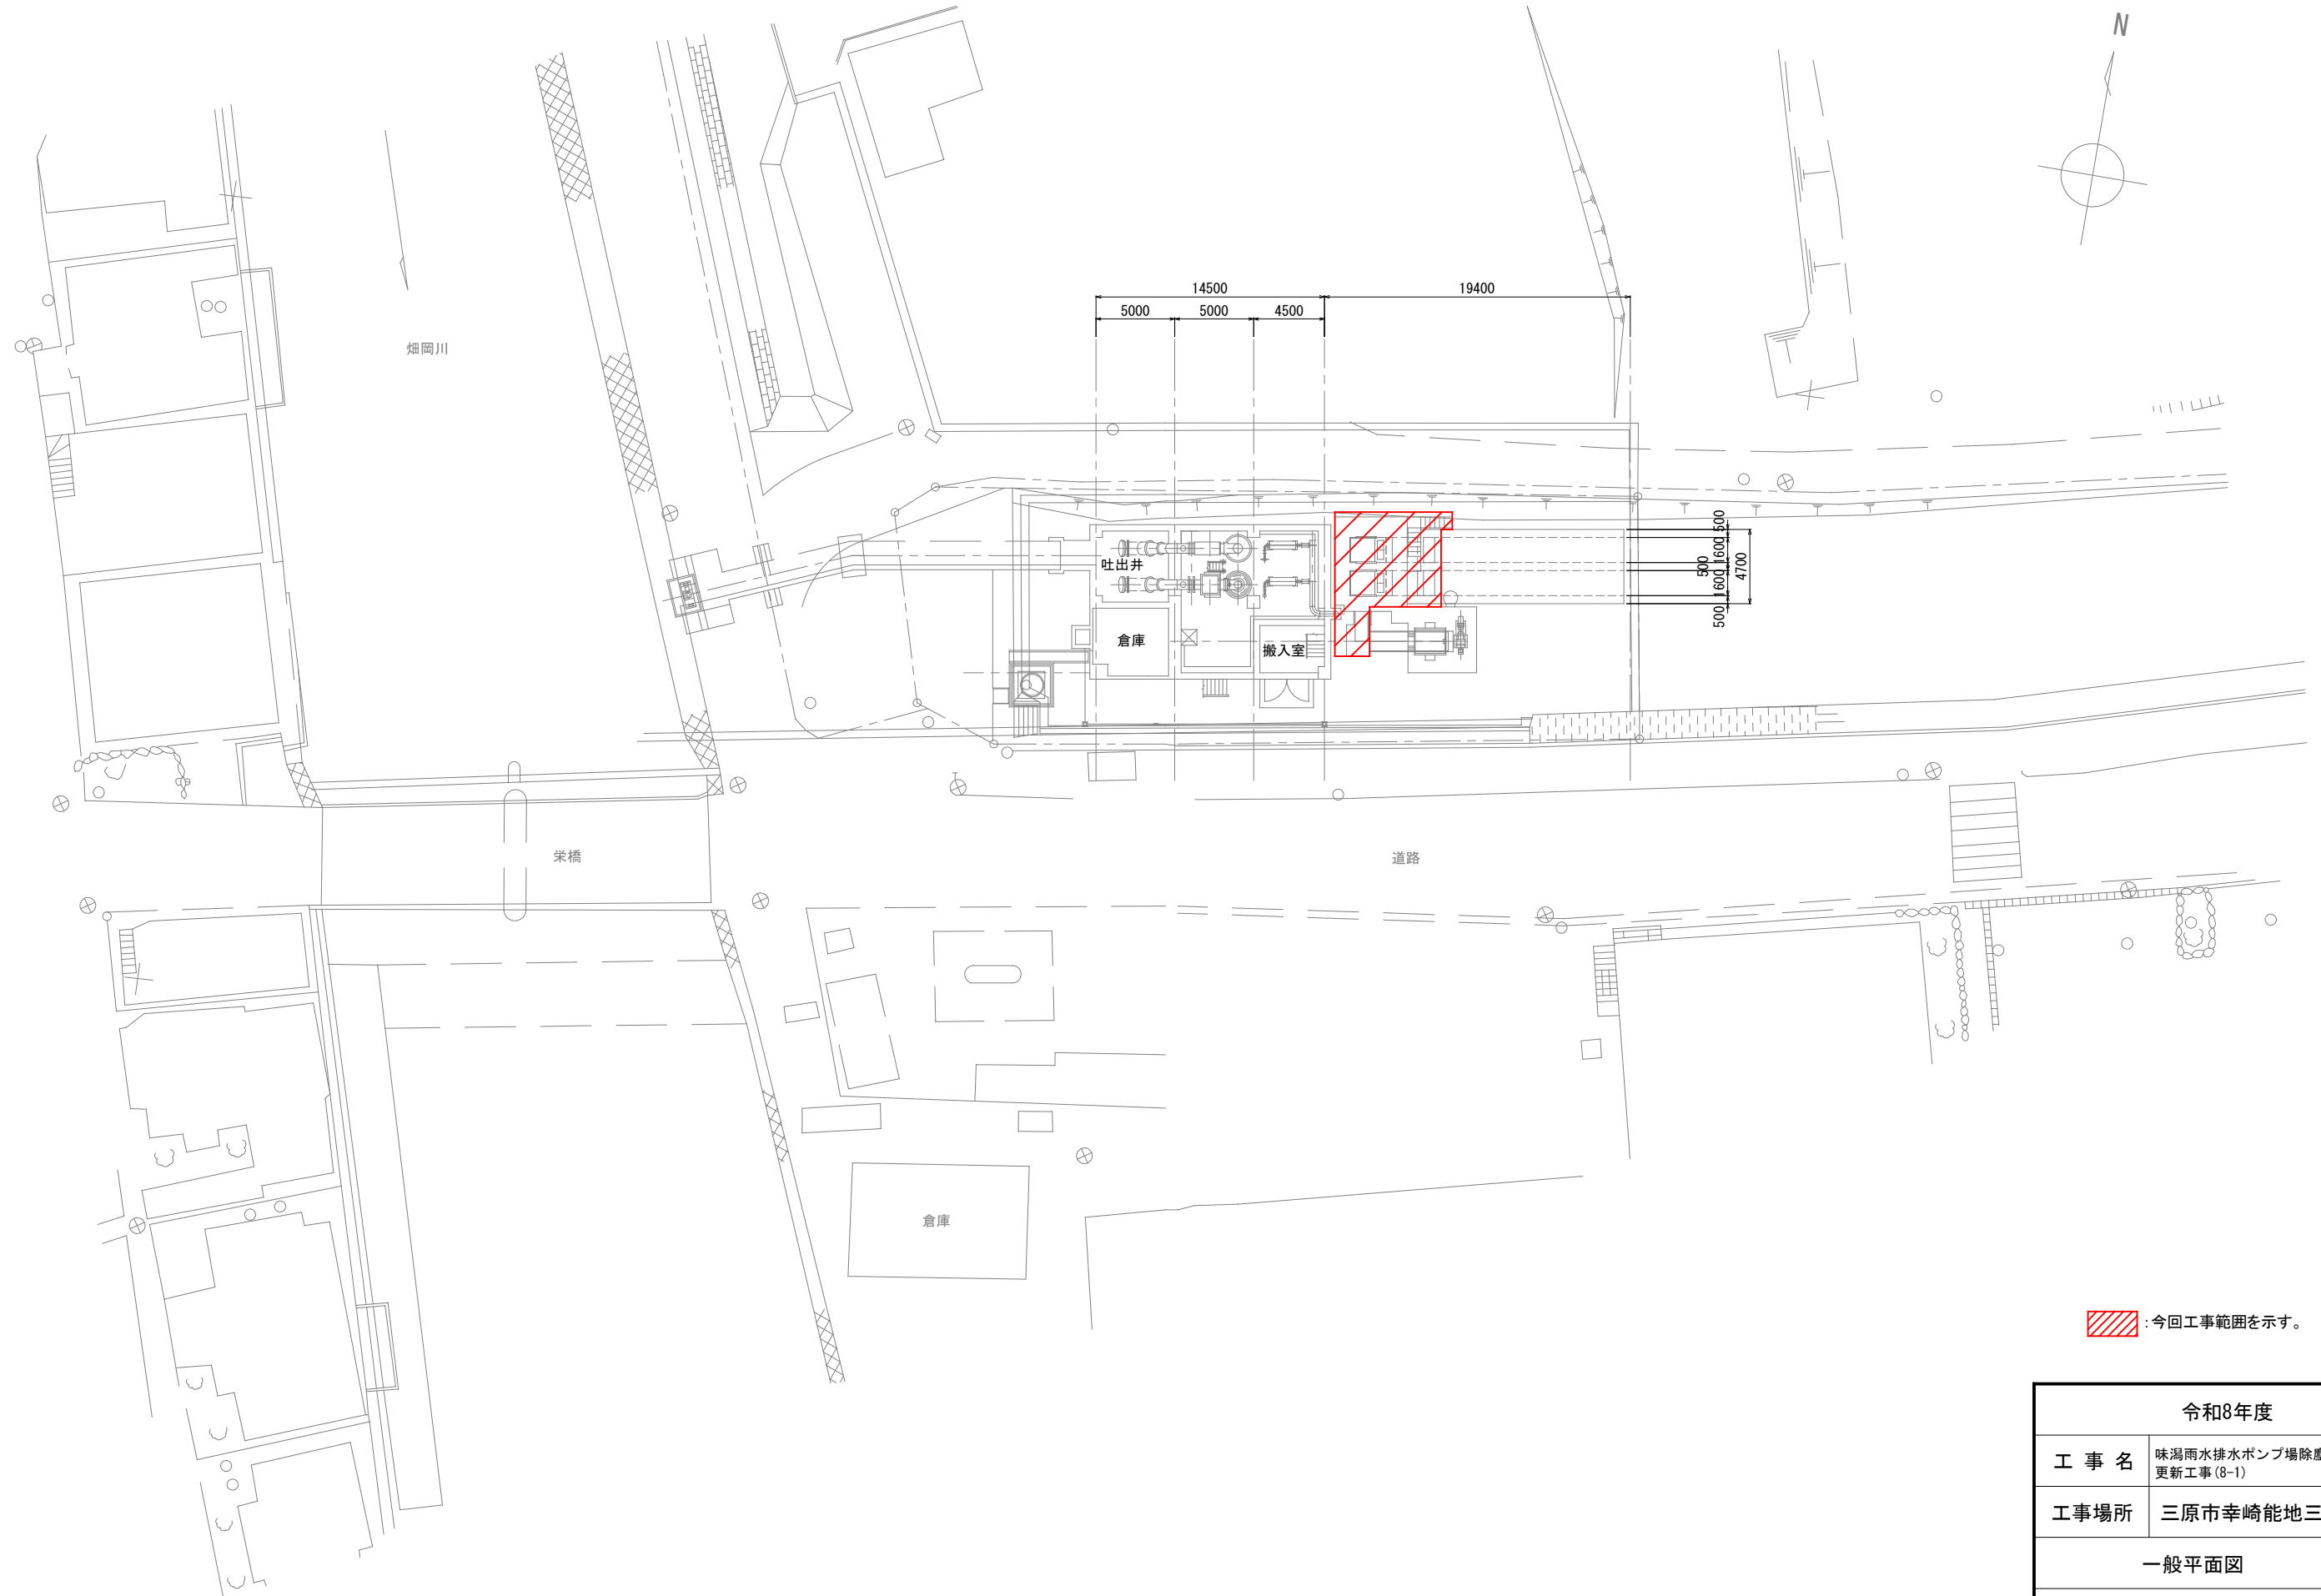 N
14500
19400
5000
5000
4500
畑岡川
吐出井
倉庫
搬入室
500
1600
500
1600
500
4700
栄橋
道路
倉庫
:今回工事範囲を示す。
令和8年度
工 事 名
味潟雨水排水ポンプ場除塵
更新工事(8-1)
工事場所
三原市幸崎能地三
一般平面図